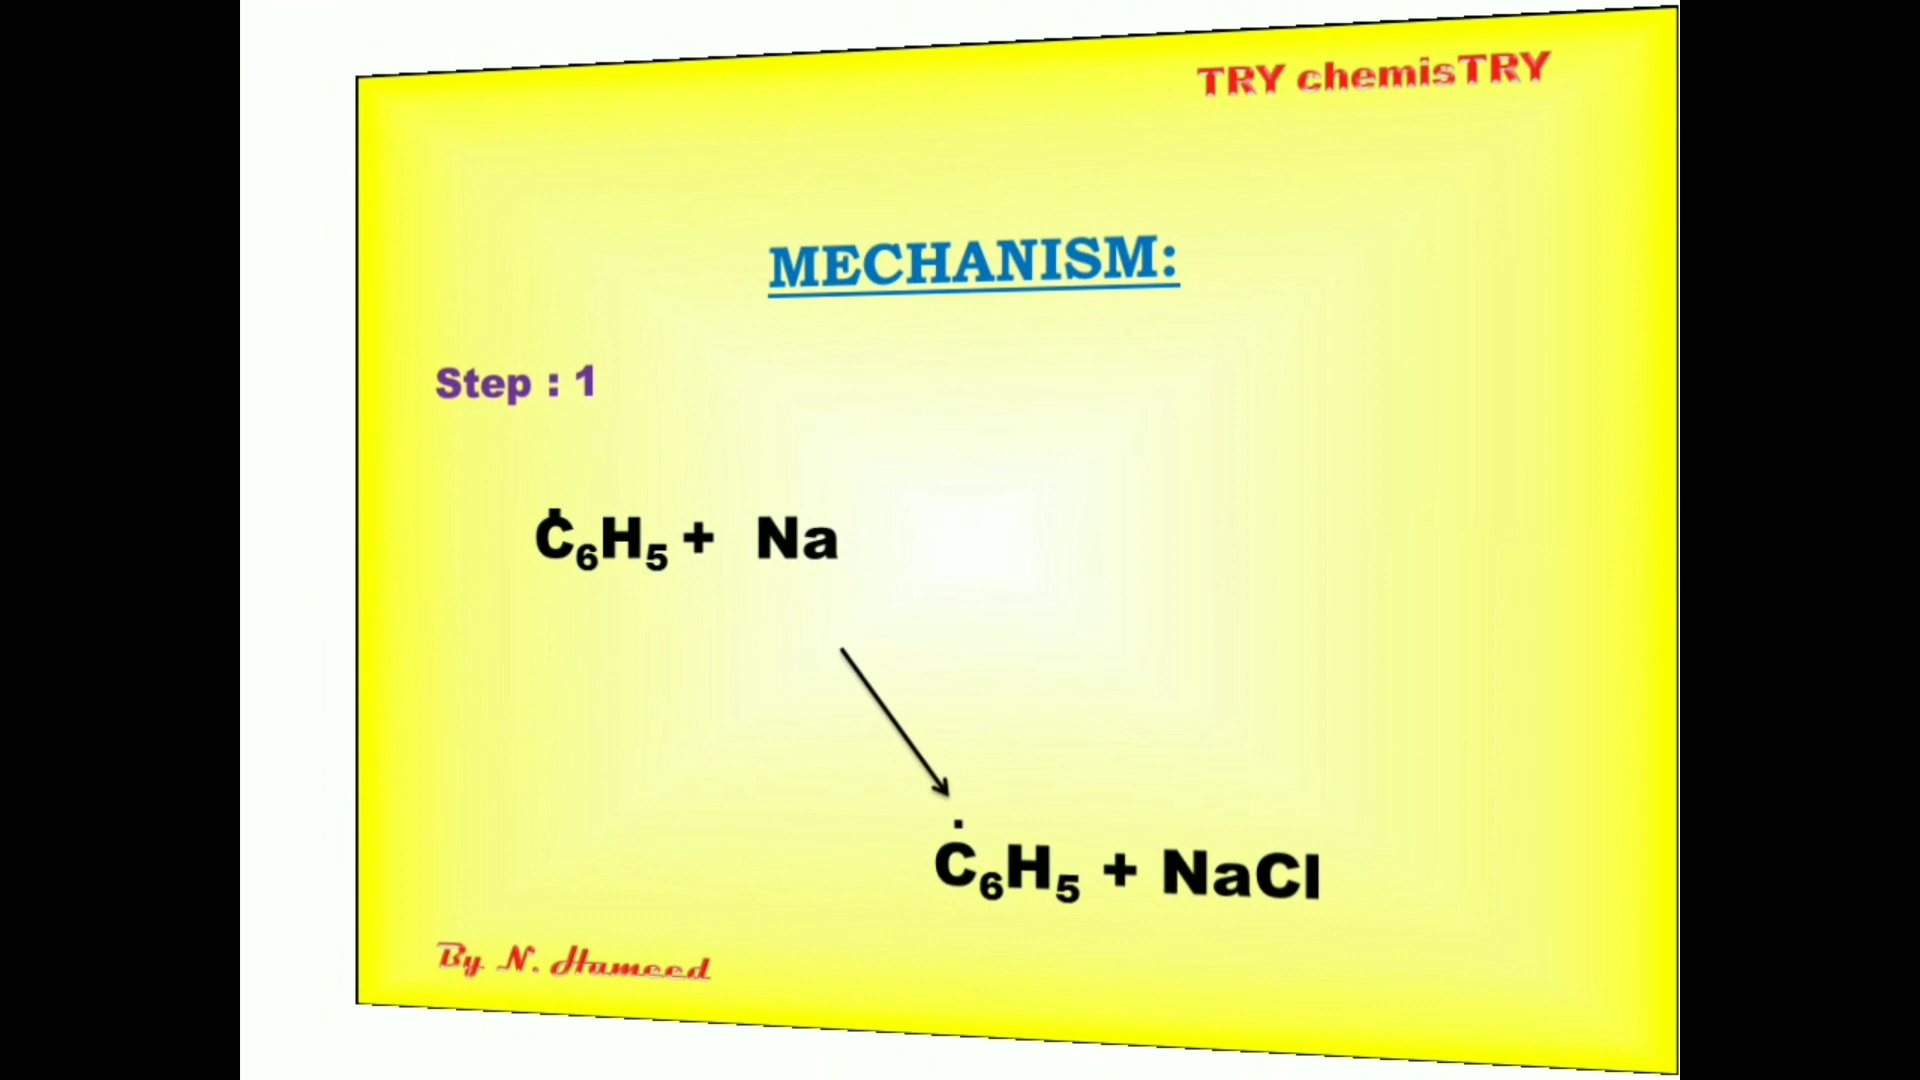 TRY chemisTRY
MECHANISM:
Step : 1
Ċ₆H₅ + Na
Ċ₆H₅ + NaCl
By N. Hameed